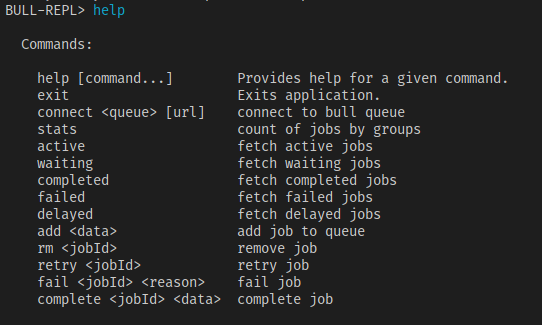 BULL-REPL> help
Commands:
help [command...] Provides help for a given command.
exit Exits application.
connect <queue> [url] connect to bull queue
stats count of jobs by groups
active fetch active jobs
waiting fetch waiting jobs
completed fetch completed jobs
failed fetch failed jobs
delayed fetch delayed jobs
add <data> add job to queue
rm <jobId> remove job
retry <jobId> retry job
fail <jobId> <reason> fail job
complete <jobId> <data> complete job